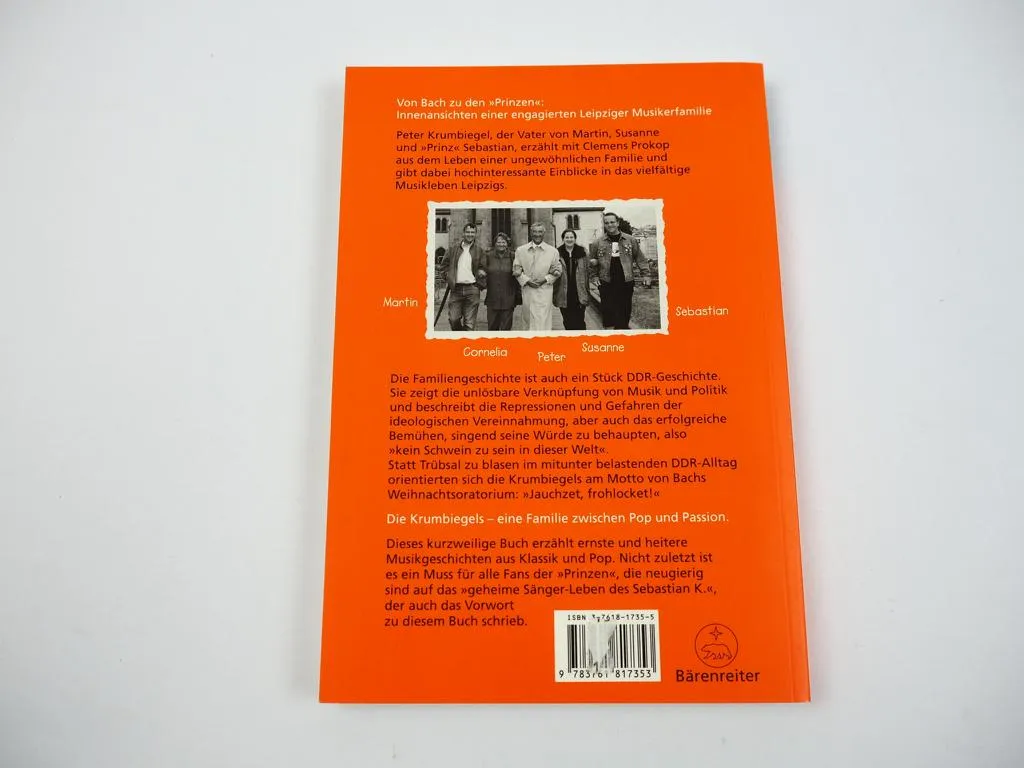 Von Bach zu den »Prinzen«:
Innenansichten einer engagierten Leipziger Musikerfamilie
Peter Krumbiegel, der Vater von Martin, Susanne
und »Prinz« Sebastian, erzählt mit Clemens Prokop
aus dem Leben einer ungewöhnlichen Familie und
gibt dabei hochinteressante Einblicke in das vielfältige
Musikleben Leipzigs.
Martin
Sebastian
Cornelia
Peter
Susanne
Die Familiengeschichte ist auch ein Stück DDR-Geschichte.
Sie zeigt die unlösbare Verknüpfung von Musik und Politik
und beschreibt die Repressionen und Gefahren der
ideologischen Vereinnahmung, aber auch das erfolgreiche
Bemühen, singend seine Würde zu behaupten, also
»kein Schwein zu sein in dieser Welt«.
Statt Trübsal zu blasen im mitunter belastenden DDR-Alltag
orientierten sich die Krumbiegels am Motto von Bachs
Weihnachtsoratorium: »Jauchzet, frohlocket!«
Die Krumbiegels – eine Familie zwischen Pop und Passion.
Dieses kurzweilige Buch erzählt ernste und heitere
Musikgeschichten aus Klassik und Pop. Nicht zuletzt ist
es ein Muss für alle Fans der »Prinzen«, die neugierig
sind auf das »geheime Sänger-Leben des Sebastian K.«,
der auch das Vorwort
zu diesem Buch schrieb.
ISBN 3-7618-1735-5
9 783761 817353
Bärenreiter